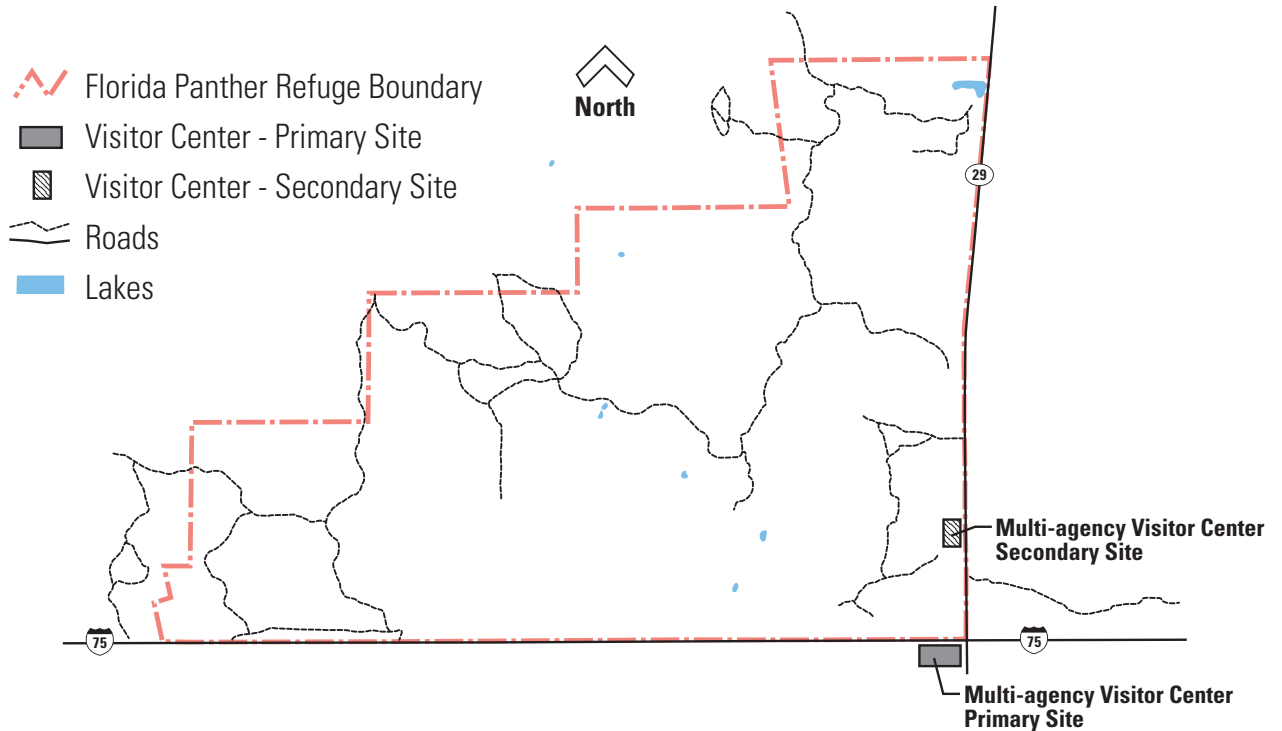 Florida Panther Refuge Boundary
Visitor Center - Primary Site
Visitor Center - Secondary Site
Roads
Lakes
North
29
Multi-agency Visitor Center
Secondary Site
75
75
Multi-agency Visitor Center
Primary Site